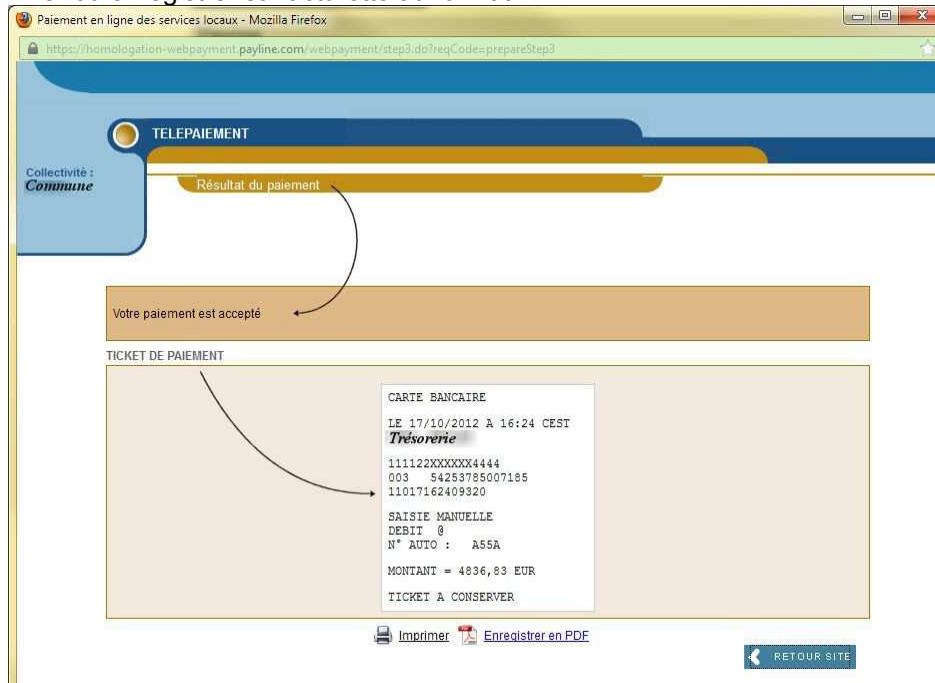 Paiement en ligne des services locaux - Mozilla Firefox
https://homologation-webpayment.payline.com/webpayment/step3.do?reqCode=prepareStep3
TELEPAIEMENT
Collectivité :
Commune
Résultat du paiement
Votre paiement est accepté
TICKET DE PAIEMENT
CARTE BANCAIRE
LE 17/10/2012 A 16:24 CEST
Trésorerie
111122XXXXXX4444
003 54253785007185
11017162409320
SAISIE MANUELLE
DEBIT @
N° AUTO : A55A
MONTANT = 4836,83 EUR
TICKET A CONSERVER
Imprimer Enregistrer en PDF
RETOUR SITE